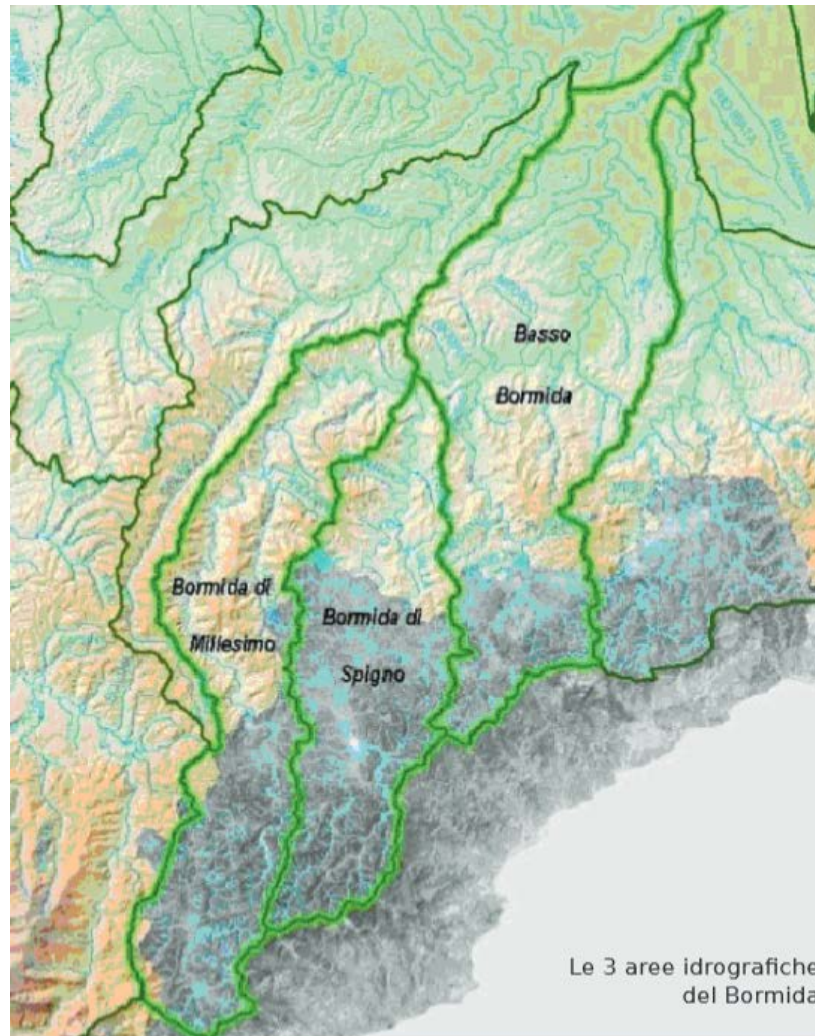 Basso
Bormida
Bormida di
Millesimo
Bormida di
Spigno
Le 3 aree idrografiche
del Bormida